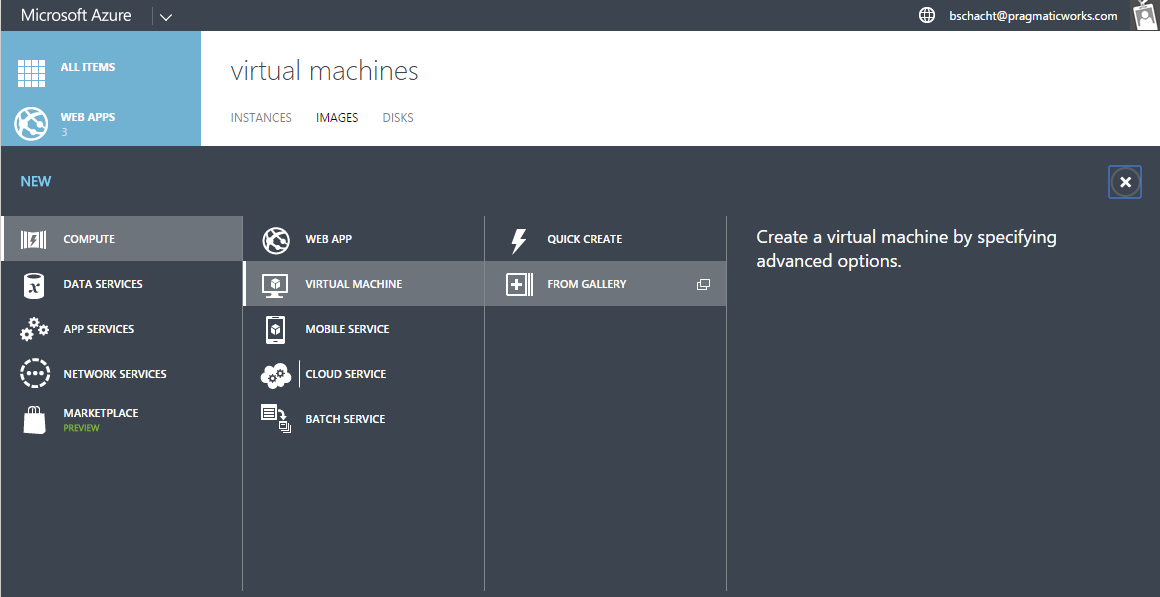 Microsoft Azure
bschacht@pragmaticworks.com
ALL ITEMS
WEB APPS
3
virtual machines
INSTANCES IMAGES DISKS
NEW
COMPUTE
DATA SERVICES
APP SERVICES
NETWORK SERVICES
MARKETPLACE
PREVIEW
WEB APP
VIRTUAL MACHINE
MOBILE SERVICE
CLOUD SERVICE
BATCH SERVICE
QUICK CREATE
FROM GALLERY
Create a virtual machine by specifying
advanced options.